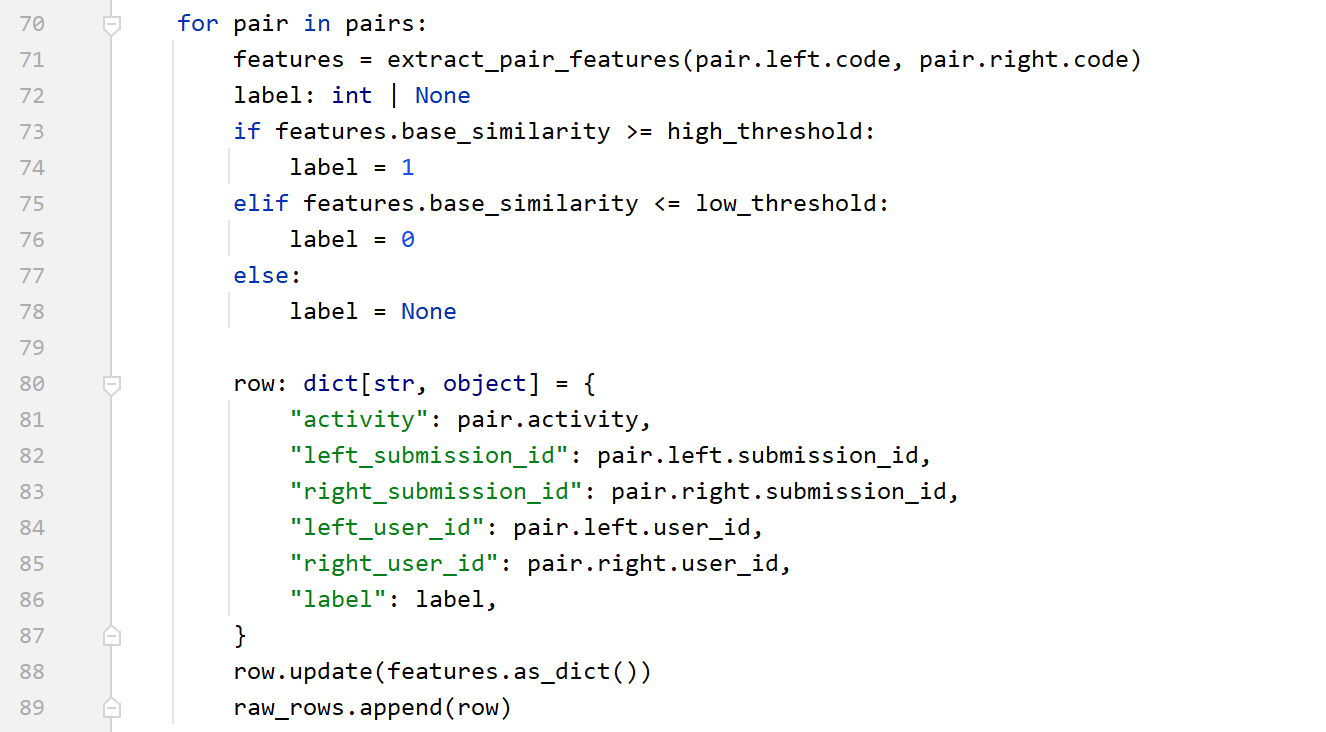 70 for pair in pairs:
71 features = extract_pair_features(pair.left.code, pair.right.code)
72 label: int | None
73 if features.base_similarity >= high_threshold:
74 label = 1
75 elif features.base_similarity <= low_threshold:
76 label = 0
77 else:
78 label = None
79
80 row: dict[str, object] = {
81 "activity": pair.activity,
82 "left_submission_id": pair.left.submission_id,
83 "right_submission_id": pair.right.submission_id,
84 "left_user_id": pair.left.user_id,
85 "right_user_id": pair.right.user_id,
86 "label": label,
87 }
88 row.update(features.as_dict())
89 raw_rows.append(row)